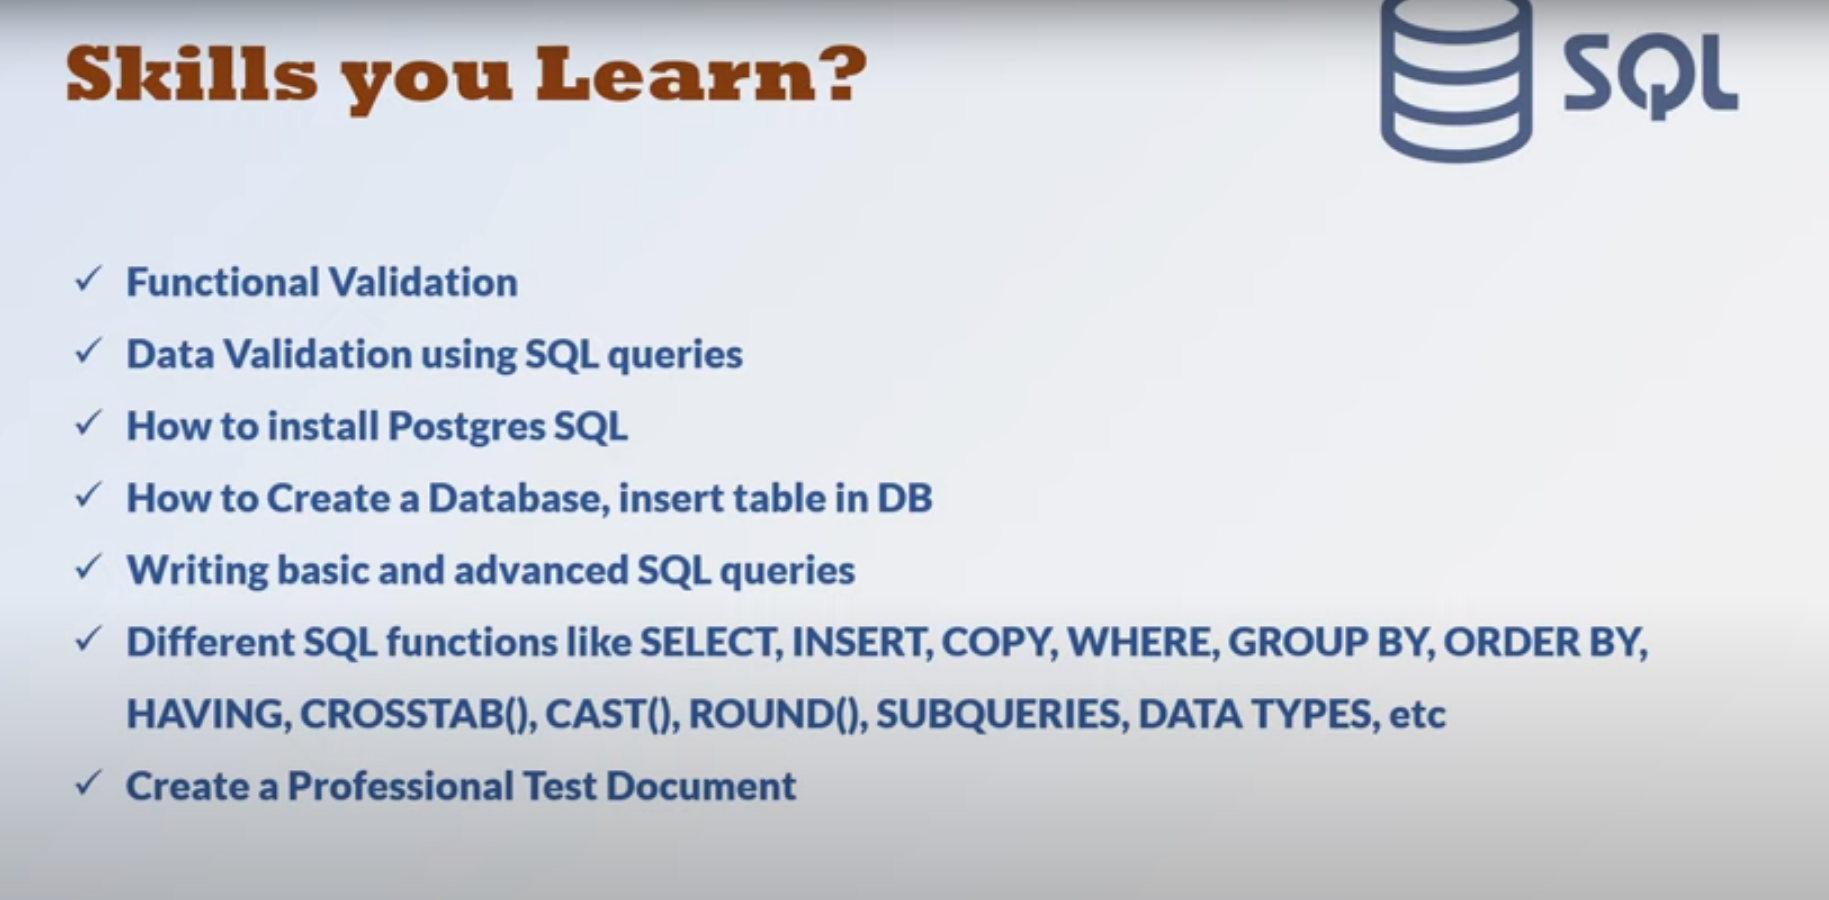 Skills you Learn?
SQL
✓ Functional Validation
✓ Data Validation using SQL queries
✓ How to install Postgres SQL
✓ How to Create a Database, insert table in DB
✓ Writing basic and advanced SQL queries
✓ Different SQL functions like SELECT, INSERT, COPY, WHERE, GROUP BY, ORDER BY,
HAVING, CROSSTAB(), CAST(), ROUND(), SUBQUERIES, DATA TYPES, etc
✓ Create a Professional Test Document